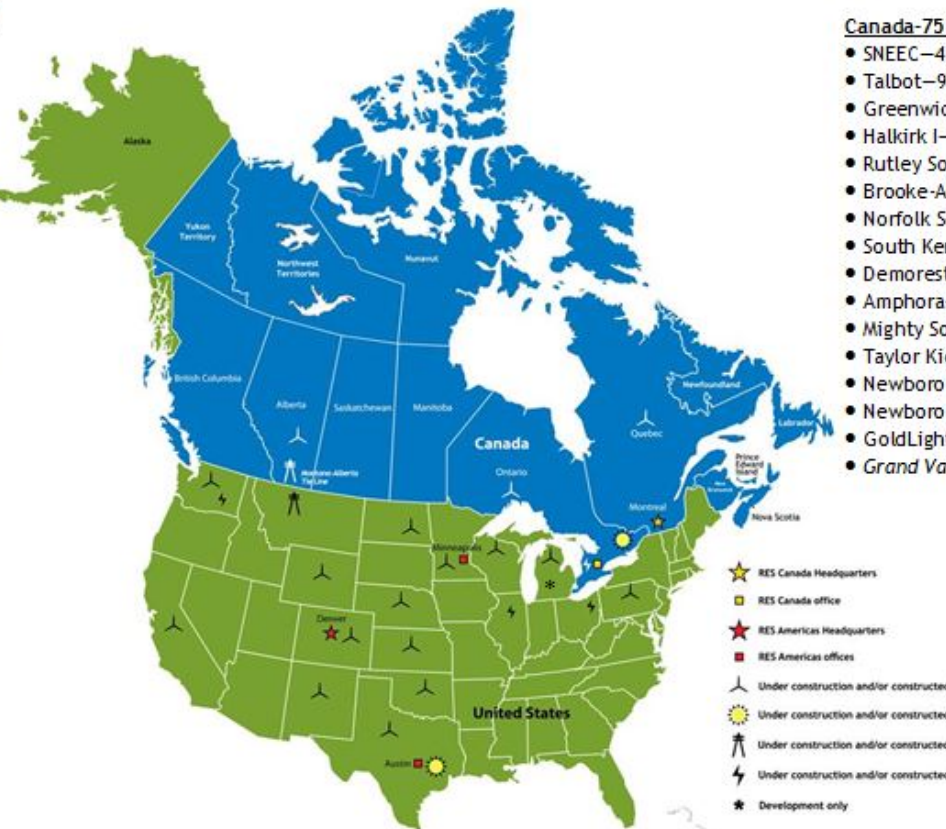 Canada-75
• SNEEC—4
• Talbot—9
• Greenwic
• Halkirk I—
• Rutley So
• Brooke-A
• Norfolk S
• South Ke
• Demorest
• Amphora
• Mighty So
• Taylor Ki
• Newboro
• Newboro
• GoldLigh
• Grand Va
Alaska
Yukon
Territory
Northwest
Territories
Nunavut
British Columbia
Alberta
Saskatchewan
Manitoba
Canada
Ontario
Quebec
Newfoundland
Labrador
Montana-Alberta
Tie Line
Prince
Edward
Island
New
Brunswick
Nova Scotia
Montreal
Minneapolis
Denver
United States
Austin
RES Canada Headquarters
RES Canada office
RES Americas Headquarters
RES Americas offices
Under construction and/or constructed
Under construction and/or constructed
Under construction and/or constructed
Under construction and/or constructed
* Development only